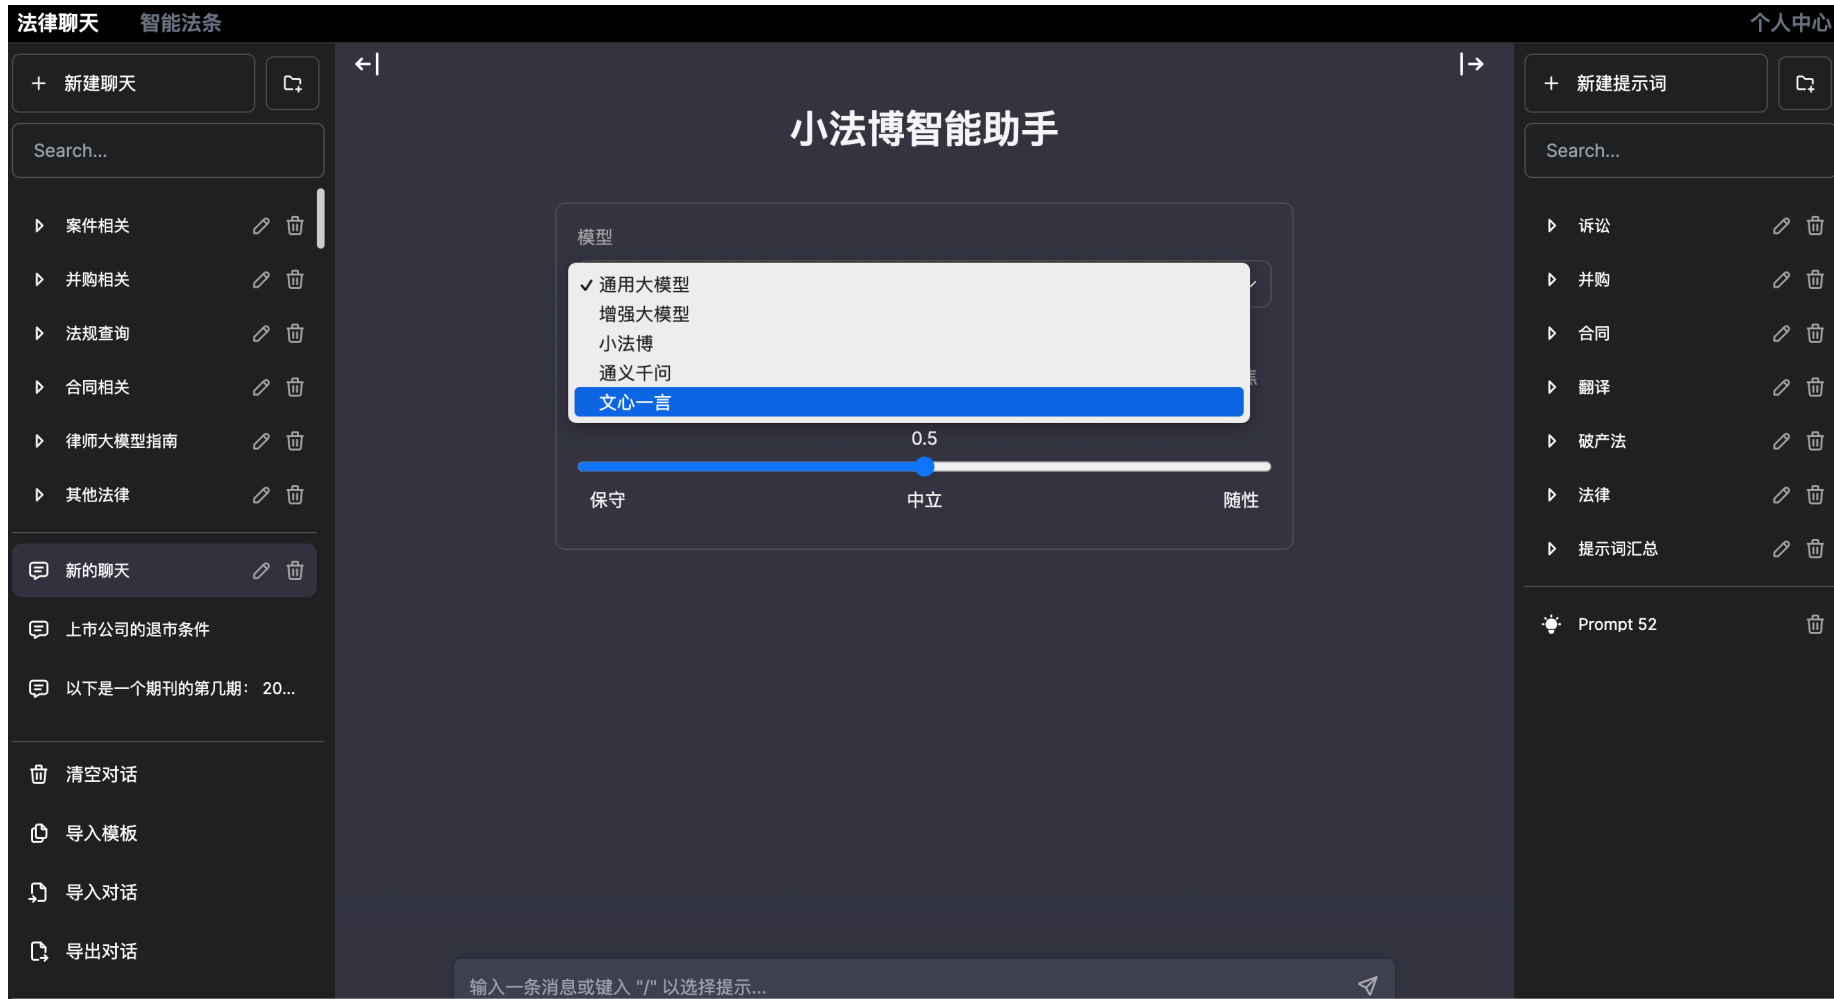 法律聊天
智能法条
个人中心
新建聊天
Search...
案件相关
并购相关
法规查询
合同相关
律师大模型指南
其他法律
新的聊天
上市公司的退市条件
以下是一个期刊的第几期： 20...
清空对话
导入模板
导入对话
导出对话
小法博智能助手
模型
通用大模型
增强大模型
小法博
通义千问
文心一言
0.5
保守
中立
随性
输入一条消息或键入 "/" 以选择提示...
新建提示词
Search...
诉讼
并购
合同
翻译
破产法
法律
提示词汇总
Prompt 52